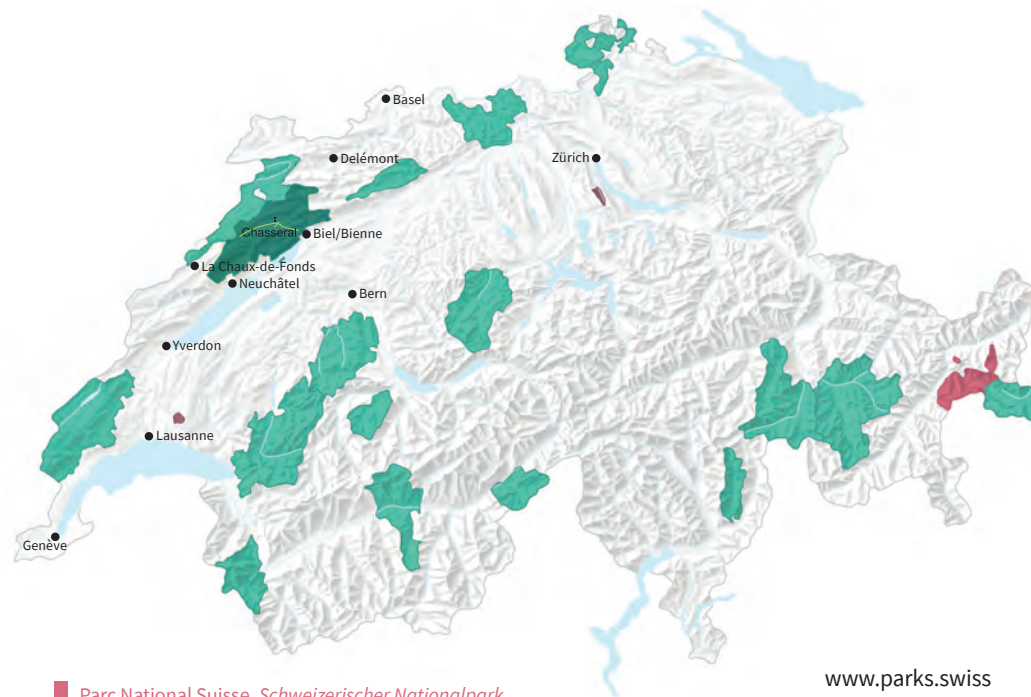 Basel
Delémont
Zürich
Chasseral
Biel/Bienne
La Chaux-de-Fonds
Neuchâtel
Bern
Yverdon
Lausanne
Genève
www.parks.swiss
Parc National Suisse Schweizerischer Nationalpark